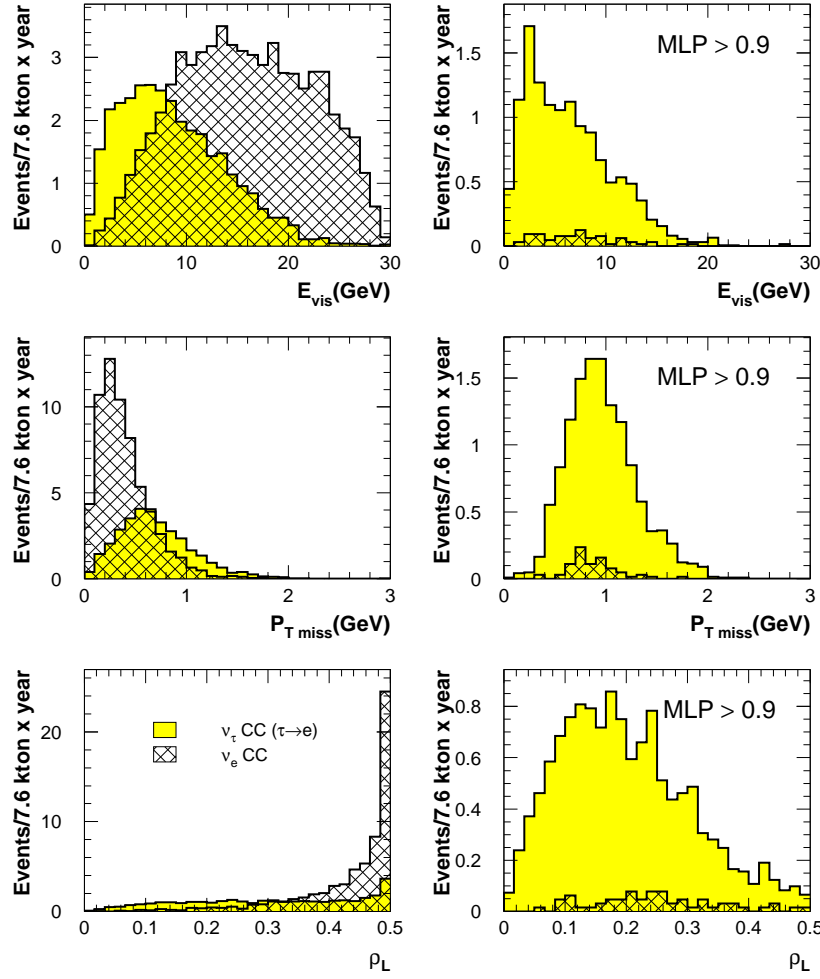 Events/7.6 kton x year
3
2
1
0
0 10 20 30
E_vis(GeV)
Events/7.6 kton x year
MLP > 0.9
1.5
1
0.5
0
0 10 20 30
E_vis(GeV)
Events/7.6 kton x year
10
5
0
0 1 2 3
P_T miss(GeV)
Events/7.6 kton x year
MLP > 0.9
1.5
1
0.5
0
0 1 2 3
P_T miss(GeV)
Events/7.6 kton x year
20
10
0
ν_τ CC (τ→e)
ν_e CC
0 0.1 0.2 0.3 0.4 0.5
ρ_L
Events/7.6 kton x year
MLP > 0.9
0.8
0.6
0.4
0.2
0
0 0.1 0.2 0.3 0.4 0.5
ρ_L